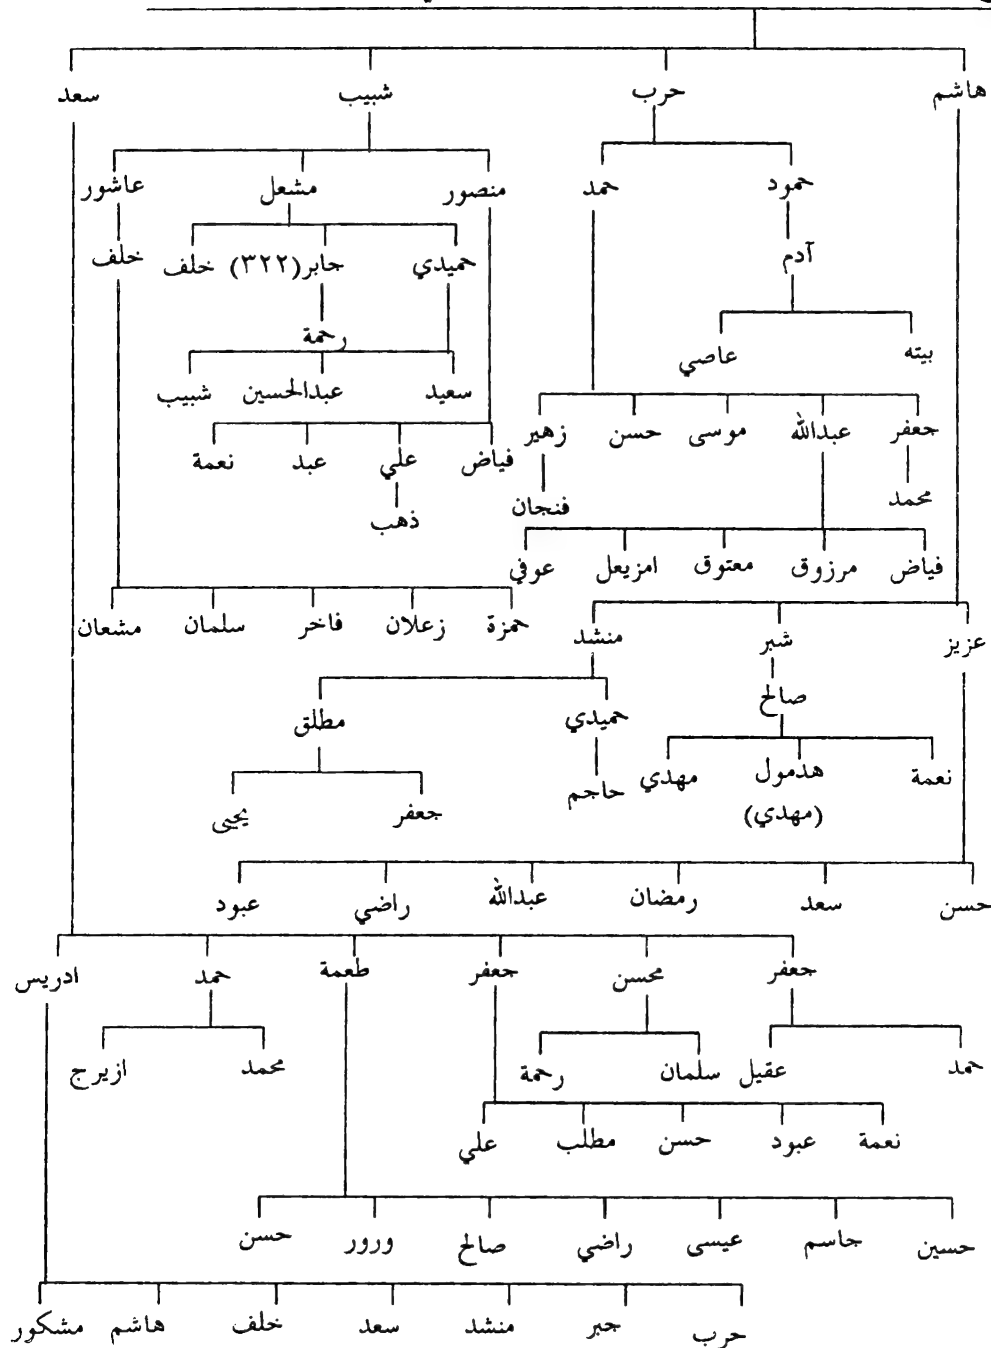 هاشم حرب شبيب سعد
حمود حمد منصور مشعل عاشور
آدم حميدي جابر(٣٢٢) خلف خلف
رحمة
بيته عاصي
سعيد عبدالحسين شبيب
جعفر عبدالله موسى حسن زهير
فياض علي عبد نعمة
محمد فنجان
ذهب
فياض مرزوق معتوق امزيعل عوفي
حمزة زعلان فاخر سلمان مشعان
عزيز شبر منشد
صالح
حميدي مطلق
نعمة هدمول مهدي
(مهدي)
حاجم
جعفر يحيى
حسن سعد رمضان عبدالله راضي عبود
جعفر محسن جعفر طعمة حمد ادريس
حمد عقيل سلمان رحمة محمد ازيرج
نعمة عبود حسن مطلب علي
حسين جاسم عيسى راضي صالح ورور حسن
حرب جبر منشد سعد خلف هاشم مشكور